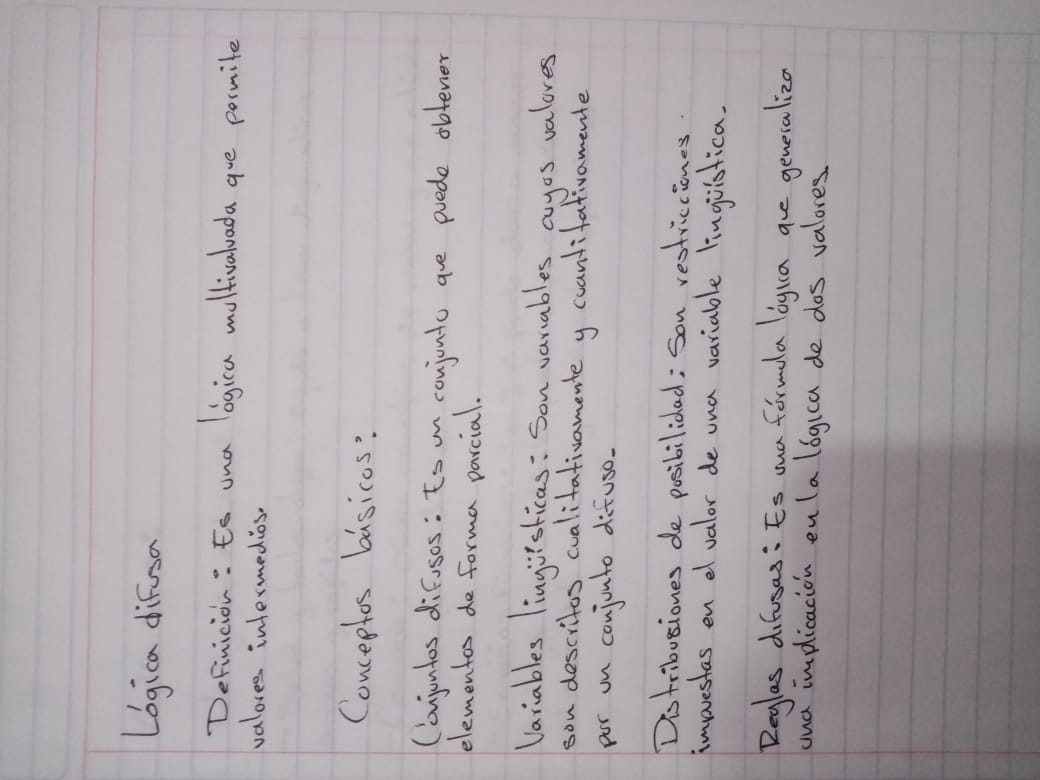 Lógica difusa
Definición: Es una lógica multivaluada que permite
valores intermedios.
Conceptos básicos:
Conjuntos difusos: Es un conjunto que puede obtener
elementos de forma parcial.
Variables lingüísticas: Son variables cuyos valores
son descritos cualitativamente y cuantitativamente
por un conjunto difuso.
Distribuciones de posibilidad: Son restricciones
impuestas en el valor de una variable lingüística.
Reglas difusas: Es una fórmula lógica que generaliza
una implicación en la lógica de dos valores.